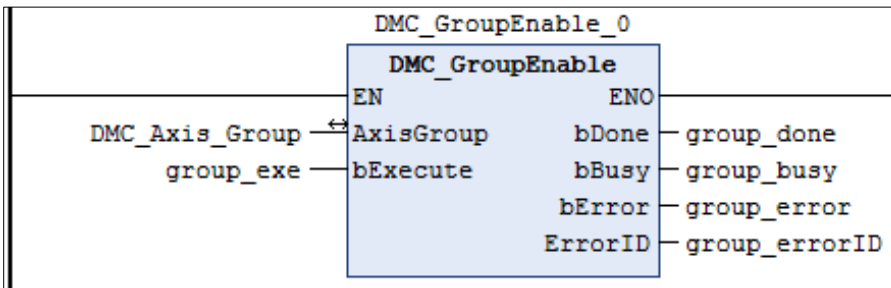 DMC_GroupEnable_0
DMC_GroupEnable
EN ENO
DMC_Axis_Group AxisGroup bDone group_done
group_exe bExecute bBusy group_busy
bError group_error
ErrorID group_errorID